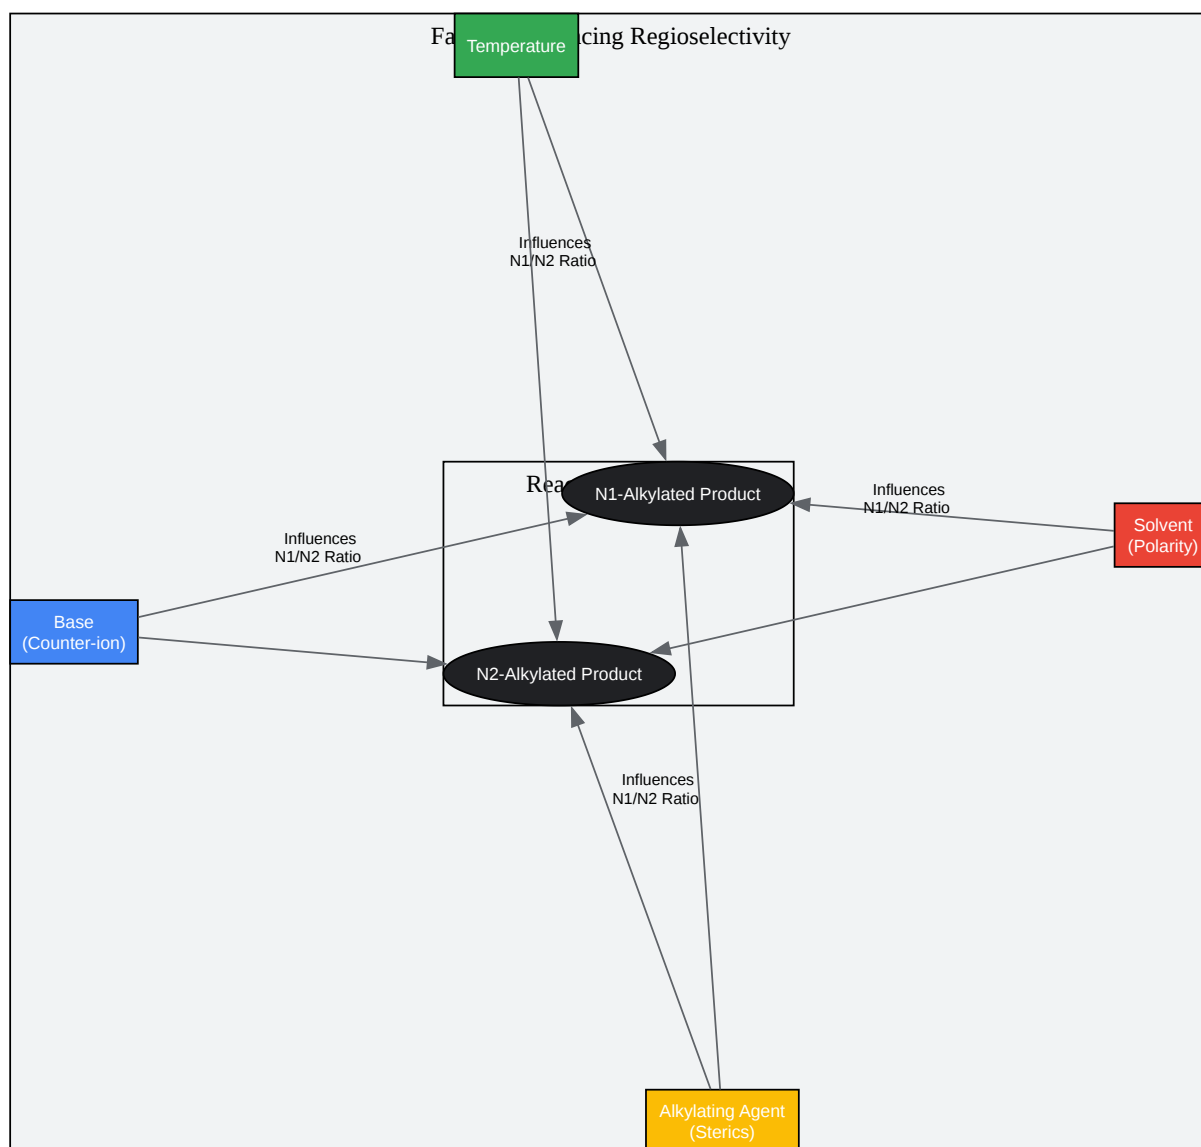 Fa
Temperature
cing Regioselectivity
Influences
N1/N2 Ratio
Rea
N1-Alkylated Product
Influences
N1/N2 Ratio
Solvent
(Polarity)
Influences
N1/N2 Ratio
Base
(Counter-ion)
N2-Alkylated Product
Influences
N1/N2 Ratio
Alkylating Agent
(Sterics)